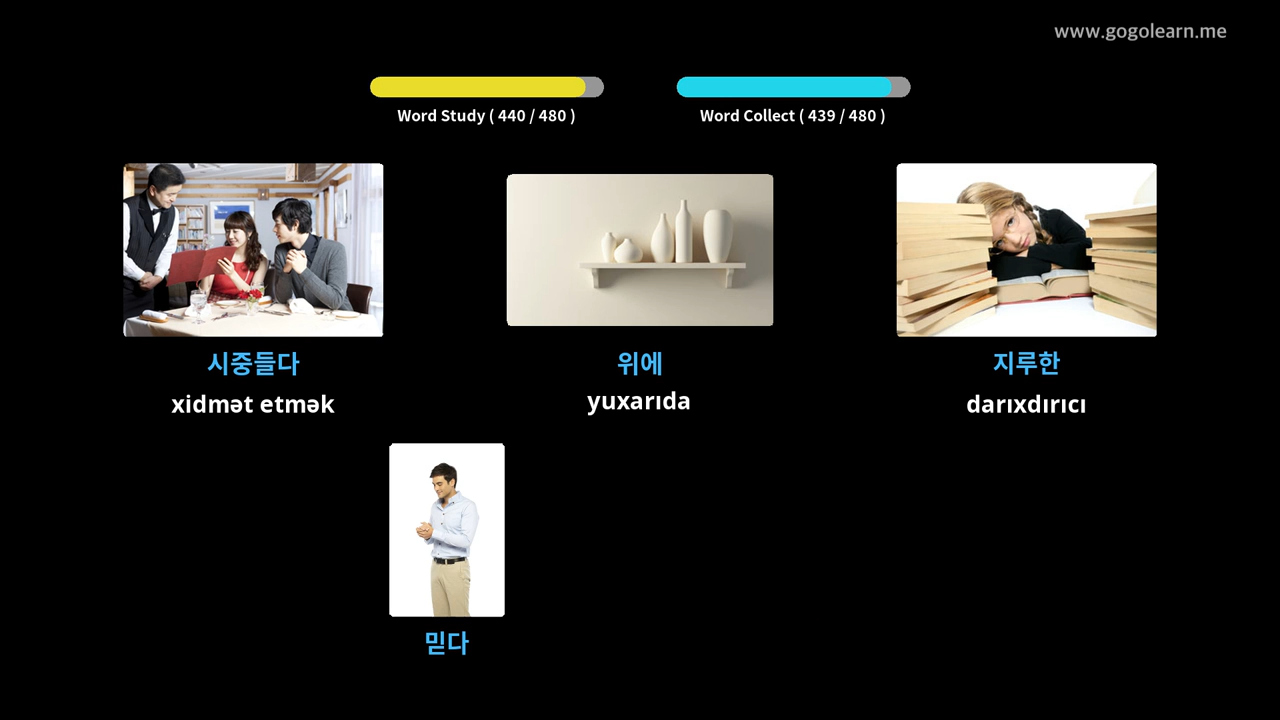 www.gogolearn.me
Word Study ( 440 / 480 )
Word Collect ( 439 / 480 )
시중들다
위에
지루한
xidmət etmək
yuxarıda
darıxdırıcı
믿다